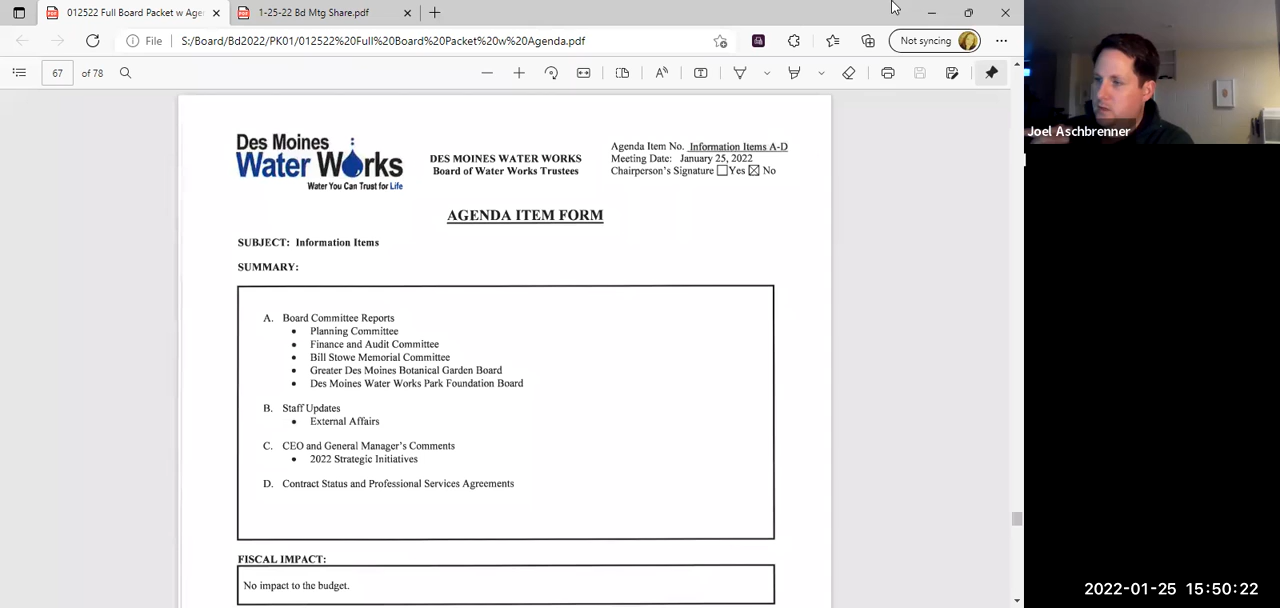 012522 Full Board Packet w Age
1-25-22 Bd Mtg Share.pdf
File
S:/Board/Bd2022/PK01/012522%20Full%20Board%20Packet%20w%20Agenda.pdf
Not syncing
67 of 78
Joel Aschbrenner
Des Moines
Water Works
Water You Can Trust for Life
DES MOINES WATER WORKS
Board of Water Works Trustees
Agenda Item No. Information Items A-D
Meeting Date: January 25, 2022
Chairperson's Signature ☐ Yes ☒ No
AGENDA ITEM FORM
SUBJECT: Information Items
SUMMARY:
A. Board Committee Reports
• Planning Committee
• Finance and Audit Committee
• Bill Stowe Memorial Committee
• Greater Des Moines Botanical Garden Board
• Des Moines Water Works Park Foundation Board
B. Staff Updates
• External Affairs
C. CEO and General Manager's Comments
• 2022 Strategic Initiatives
D. Contract Status and Professional Services Agreements
FISCAL IMPACT:
No impact to the budget.
2022-01-25 15:50:22